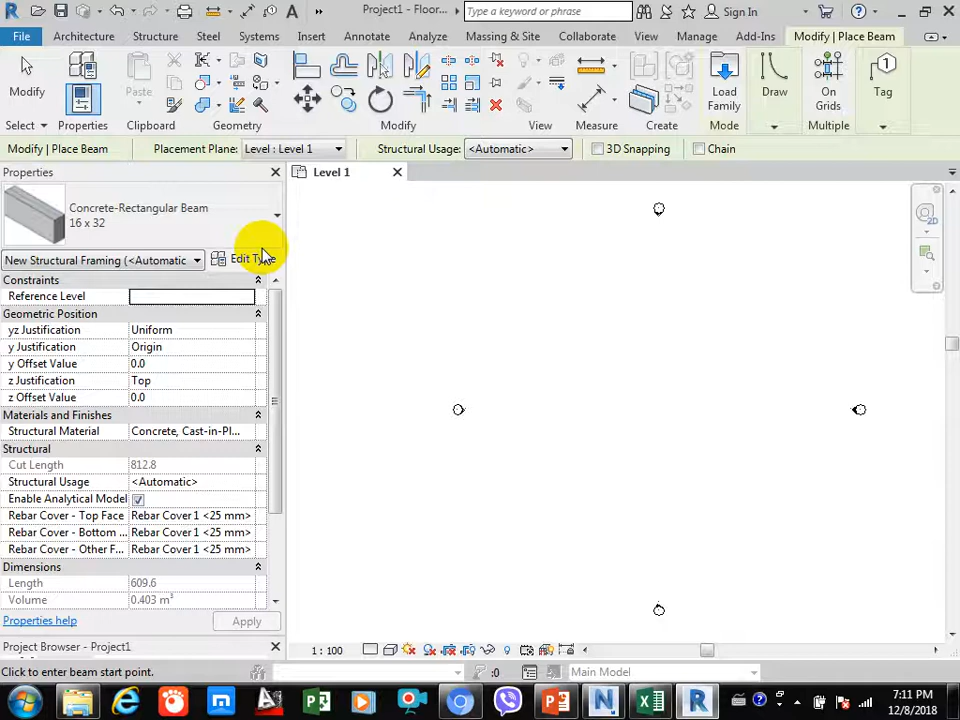 Project1 - Floor...
Type a keyword or phrase
Sign In
File Architecture Structure Steel Systems Insert Annotate Analyze Massing & Site Collaborate View Manage Add-Ins Modify | Place Beam
Modify
Paste
Load
Family
Draw
On
Grids
Tag
Select Properties Clipboard Geometry Modify View Measure Create Mode Multiple
Modify | Place Beam Placement Plane: Level : Level 1 Structural Usage: <Automatic> 3D Snapping Chain
Properties
Level 1
Concrete-Rectangular Beam
16 x 32
New Structural Framing (<Automatic Edit Type
Constraints
Reference Level
Geometric Position
yz Justification Uniform
y Justification Origin
y Offset Value 0.0
z Justification Top
z Offset Value 0.0
Materials and Finishes
Structural Material Concrete, Cast-in-Pl...
Structural
Cut Length 812.8
Structural Usage <Automatic>
Enable Analytical Model
Rebar Cover - Top Face Rebar Cover 1 <25 mm>
Rebar Cover - Bottom ... Rebar Cover 1 <25 mm>
Rebar Cover - Other F... Rebar Cover 1 <25 mm>
Dimensions
Length 609.6
Volume 0.403 m³
Properties help
Apply
Project Browser - Project1
1 : 100
Click to enter beam start point.
:0
Main Model
7:11 PM
12/8/2018